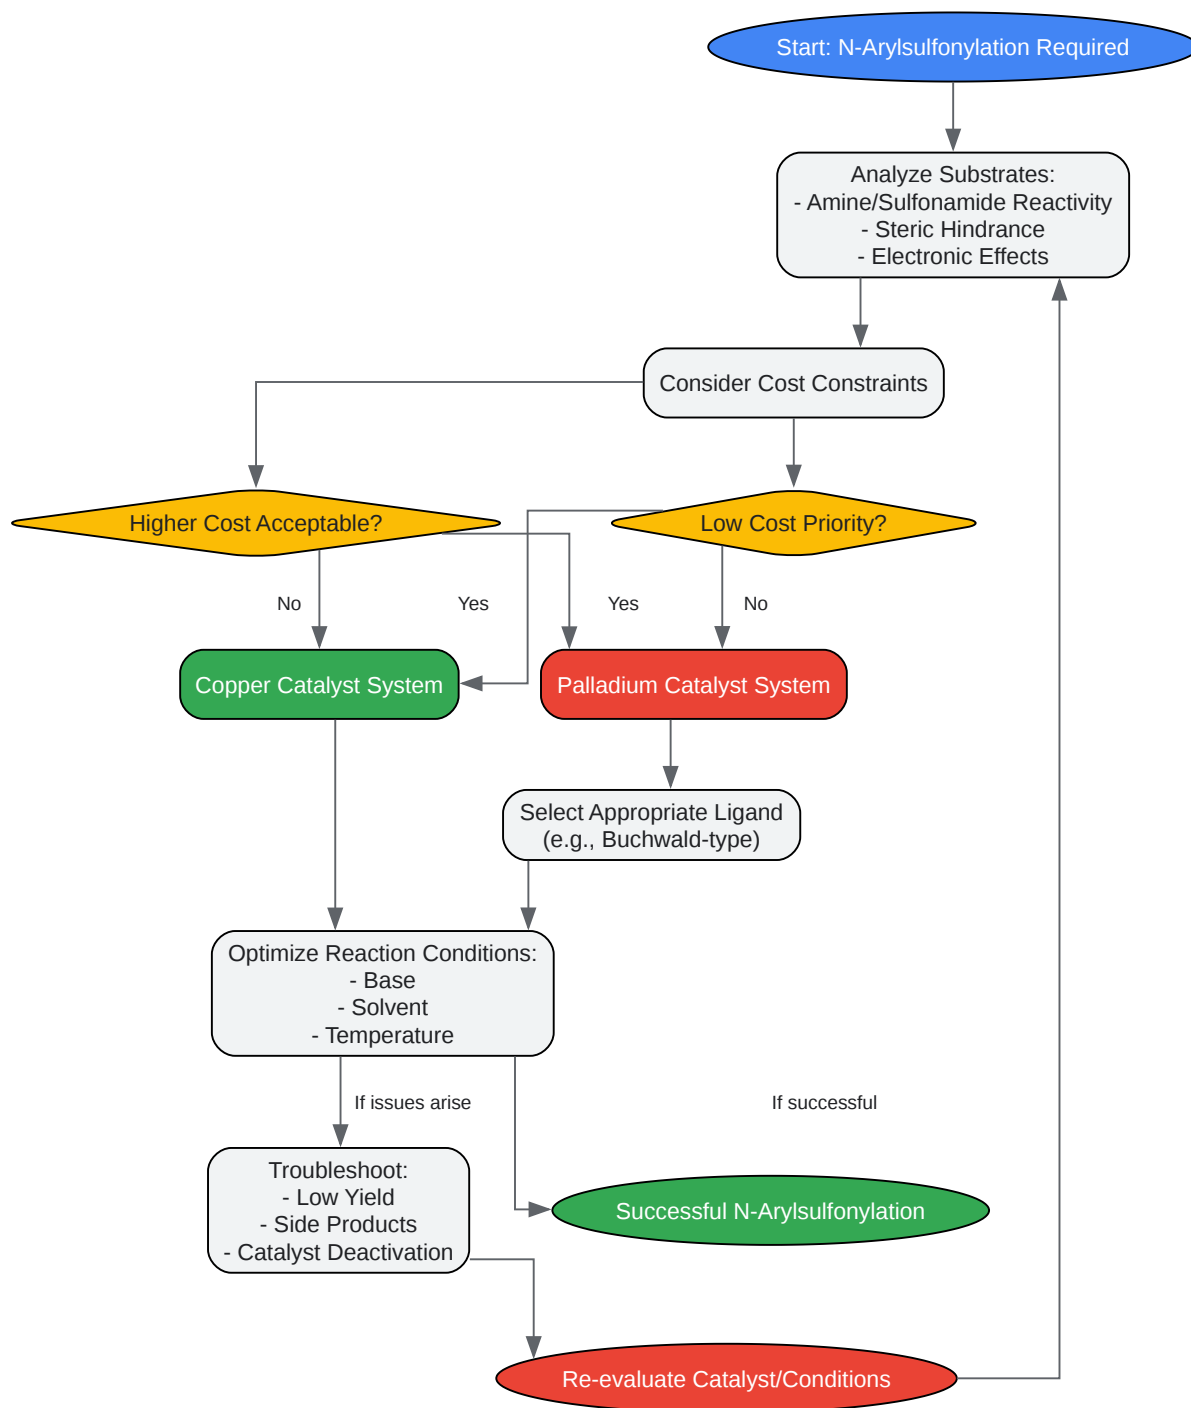 Start: N-Arylsulfonylation Required
Analyze Substrates:
- Amine/Sulfonamide Reactivity
- Steric Hindrance
- Electronic Effects
Consider Cost Constraints
Higher Cost Acceptable?
Low Cost Priority?
No
Yes
Yes
No
Copper Catalyst System
Palladium Catalyst System
Select Appropriate Ligand
(e.g., Buchwald-type)
Optimize Reaction Conditions:
- Base
- Solvent
- Temperature
If issues arise
If successful
Troubleshoot:
- Low Yield
- Side Products
- Catalyst Deactivation
Successful N-Arylsulfonylation
Re-evaluate Catalyst/Conditions